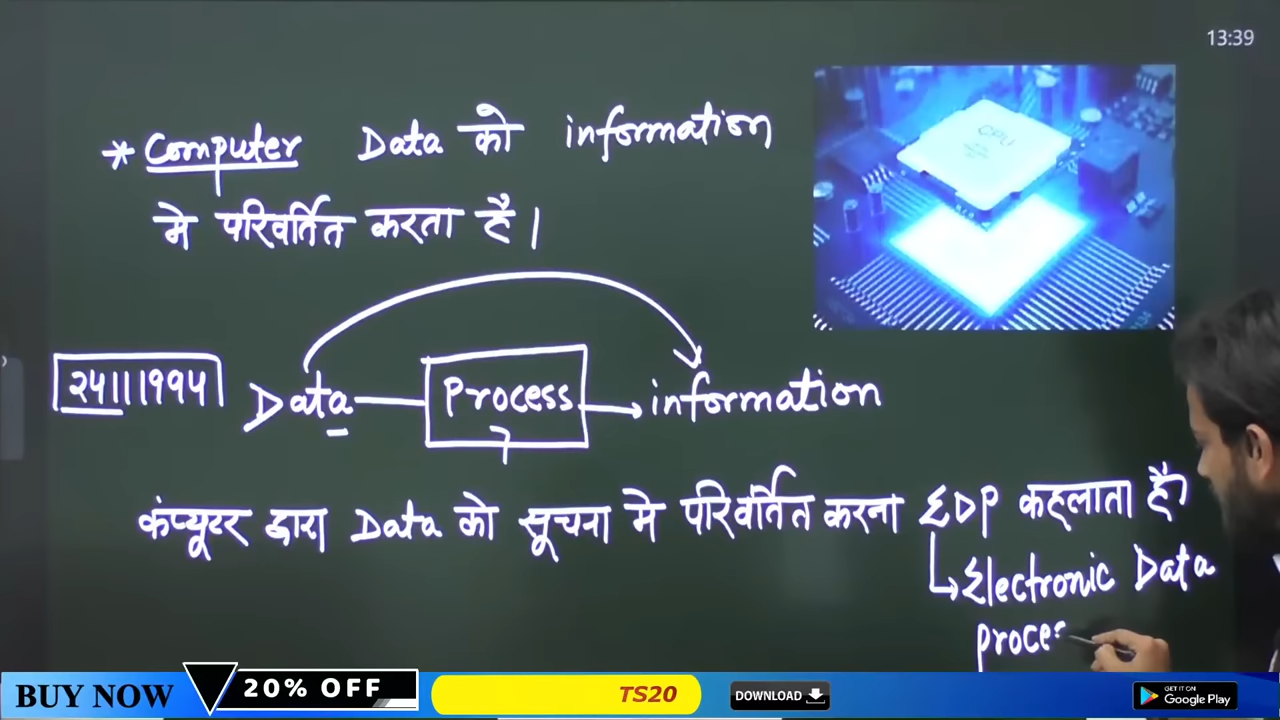 13:39
* Computer Data को information
मे परिवर्तित करता है।
CPU
24111994 Data Process information
कंप्यूटर द्वारा Data को सूचना मे परिवर्तित करना EDP कहलाता है।
Electronic Data
proces
BUY NOW 20% OFF TS20 DOWNLOAD GET IT ON Google Play